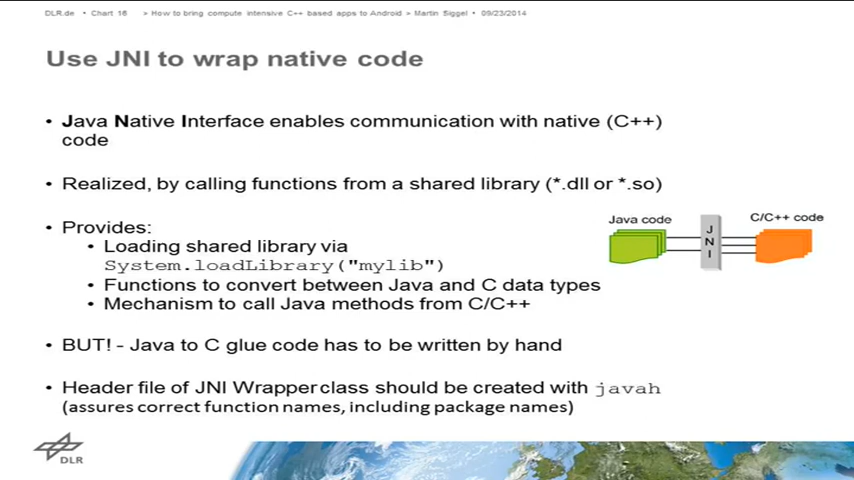 DLR.de • Chart 16 > How to bring compute intensive C++ based apps to Android > Martin Siggel • 09/23/2014
Use JNI to wrap native code
• Java Native Interface enables communication with native (C++)
code
• Realized, by calling functions from a shared library (*.dll or *.so)
• Provides:
• Loading shared library via
System.loadLibrary("mylib")
• Functions to convert between Java and C data types
• Mechanism to call Java methods from C/C++
Java code
JNI
C/C++ code
• BUT! - Java to C glue code has to be written by hand
• Header file of JNI Wrapperclass should be created with javah
(assures correct function names, including package names)
DLR